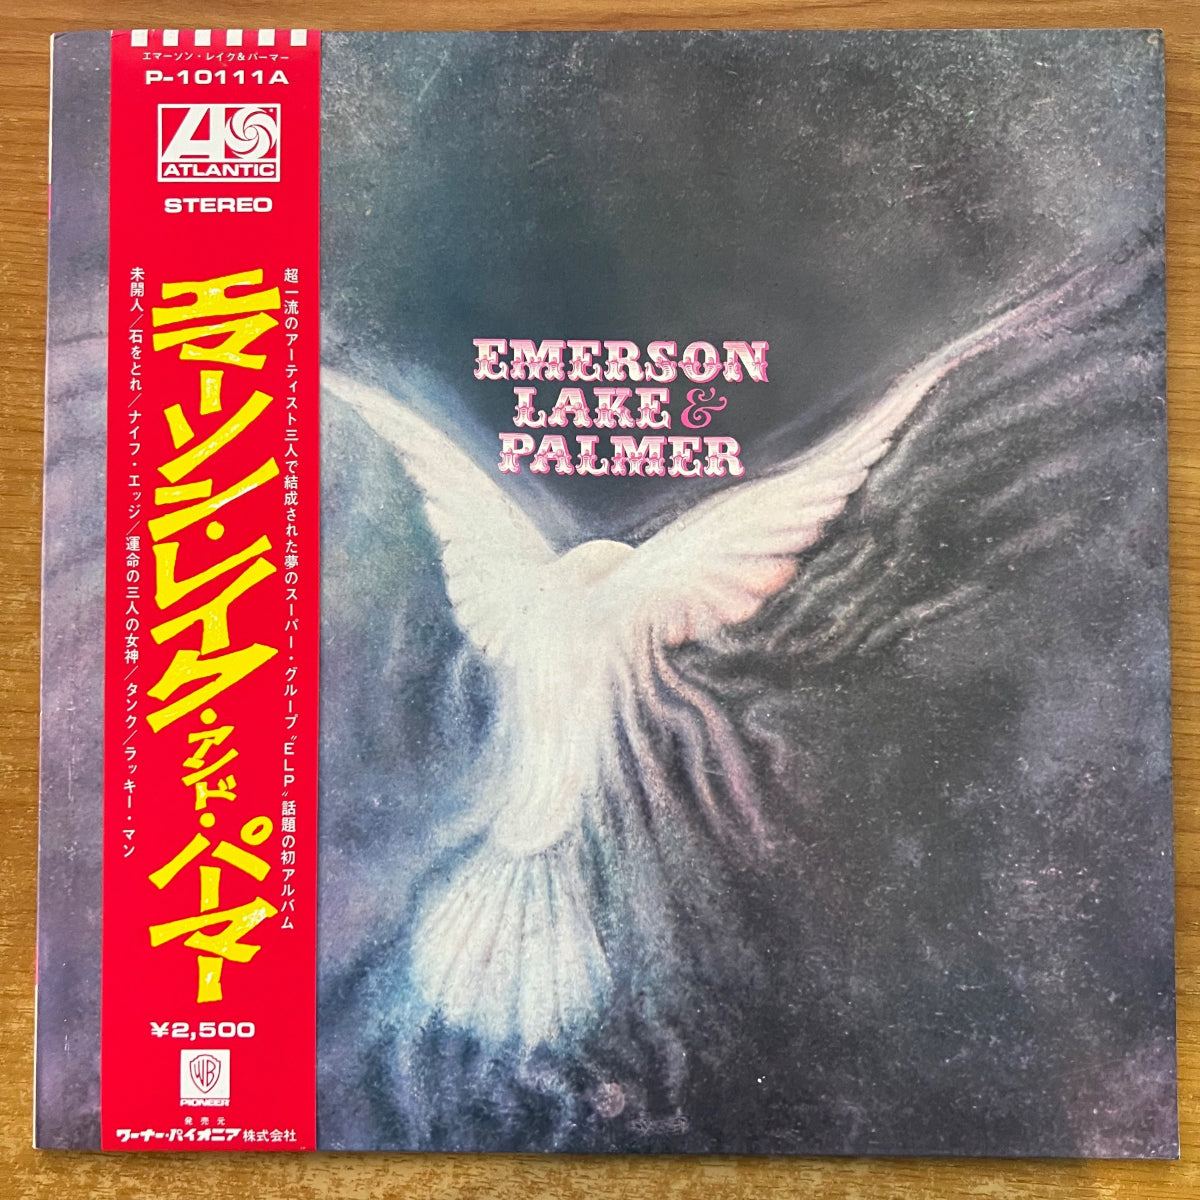 エマーソン・レイク&パーマー
P-10111A
ATLANTIC
STEREO
超一流のアーティスト三人で結成された夢のスーパー・グループ〝ELP〟話題の初アルバム
エマーソン・レイク・アンド・パーマー
未開人/石をとれ/ナイフ・エッジ/運命の三人の女神/タンク/ラッキー・マン
¥2,500
WB
PIONEER
発売元
ワーナー・パイオニア株式会社
EMERSON
LAKE &
PALMER